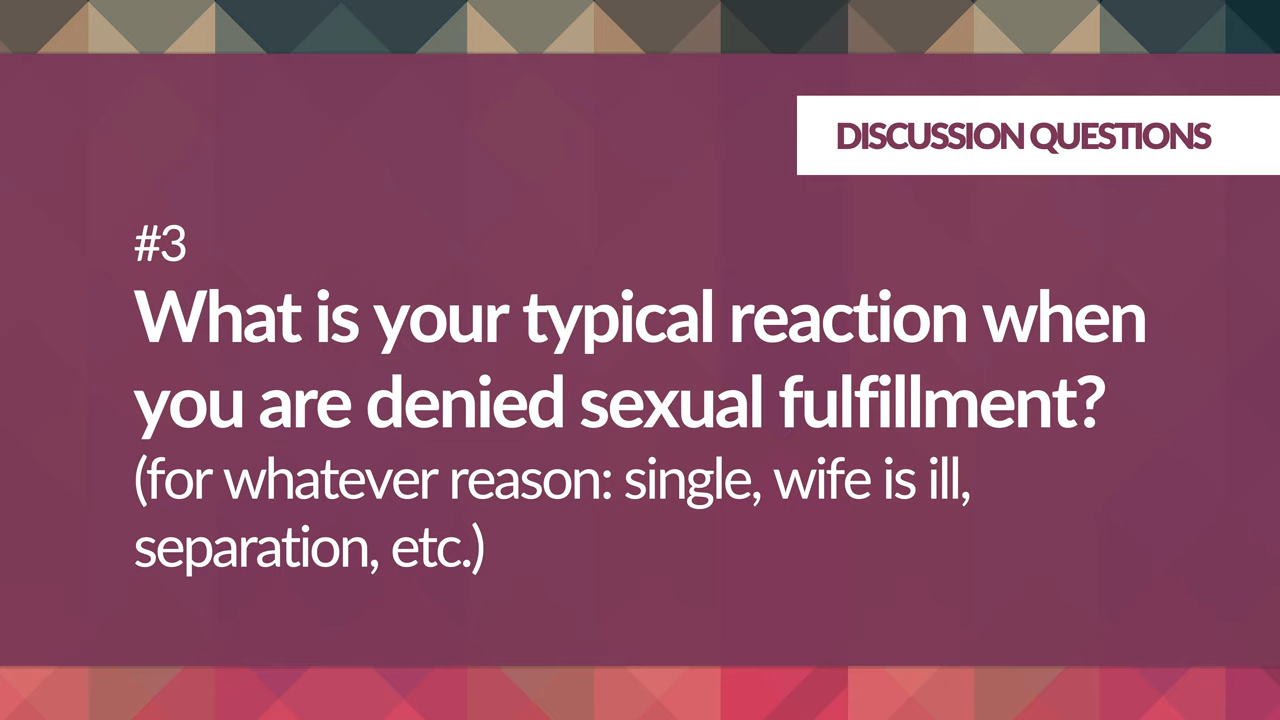 DISCUSSION QUESTIONS
#3
What is your typical reaction when
you are denied sexual fulfillment?
(for whatever reason: single, wife is ill,
separation, etc.)